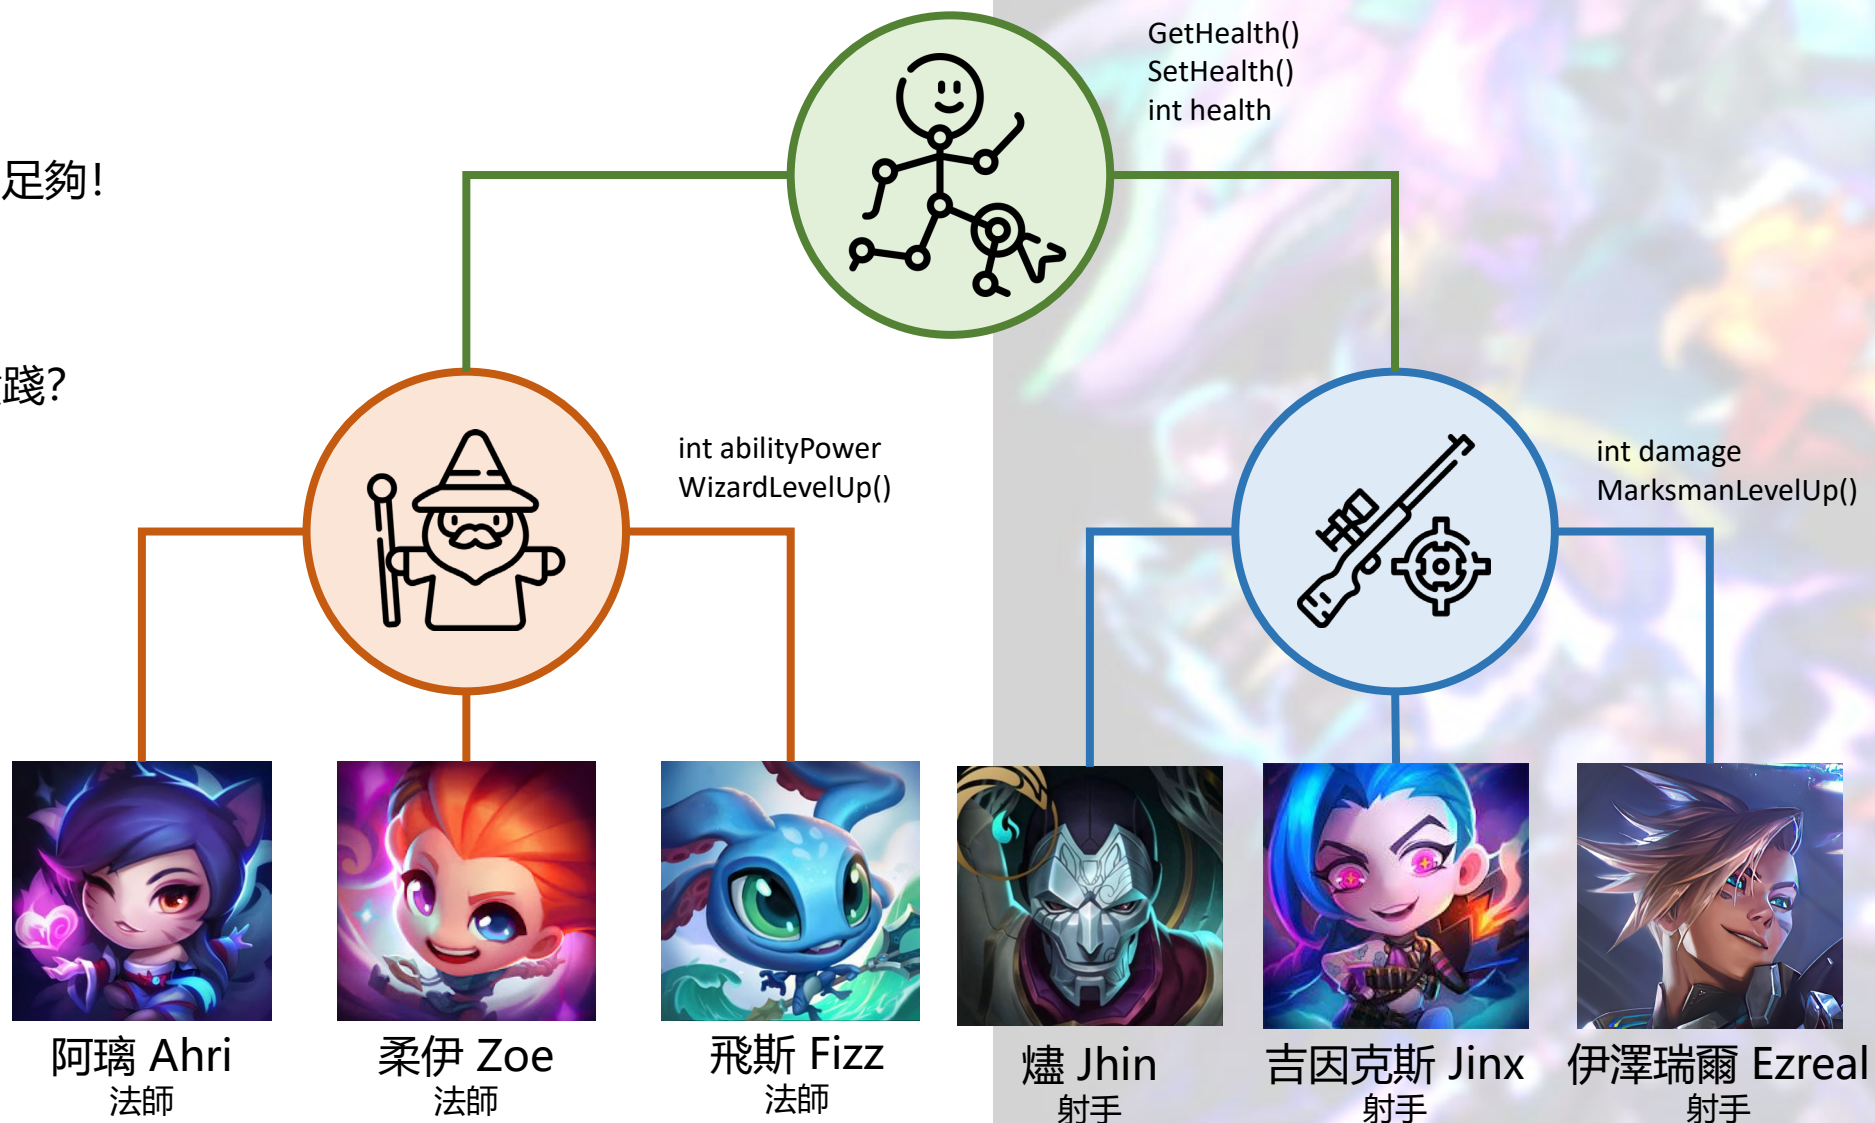 GetHealth()
SetHealth()
int health
足夠!
踐?
int abilityPower
WizardLevelUp()
int damage
MarksmanLevelUp()
阿璃 Ahri
法師
柔伊 Zoe
法師
飛斯 Fizz
法師
燼 Jhin
射手
吉因克斯 Jinx
射手
伊澤瑞爾 Ezreal
射手